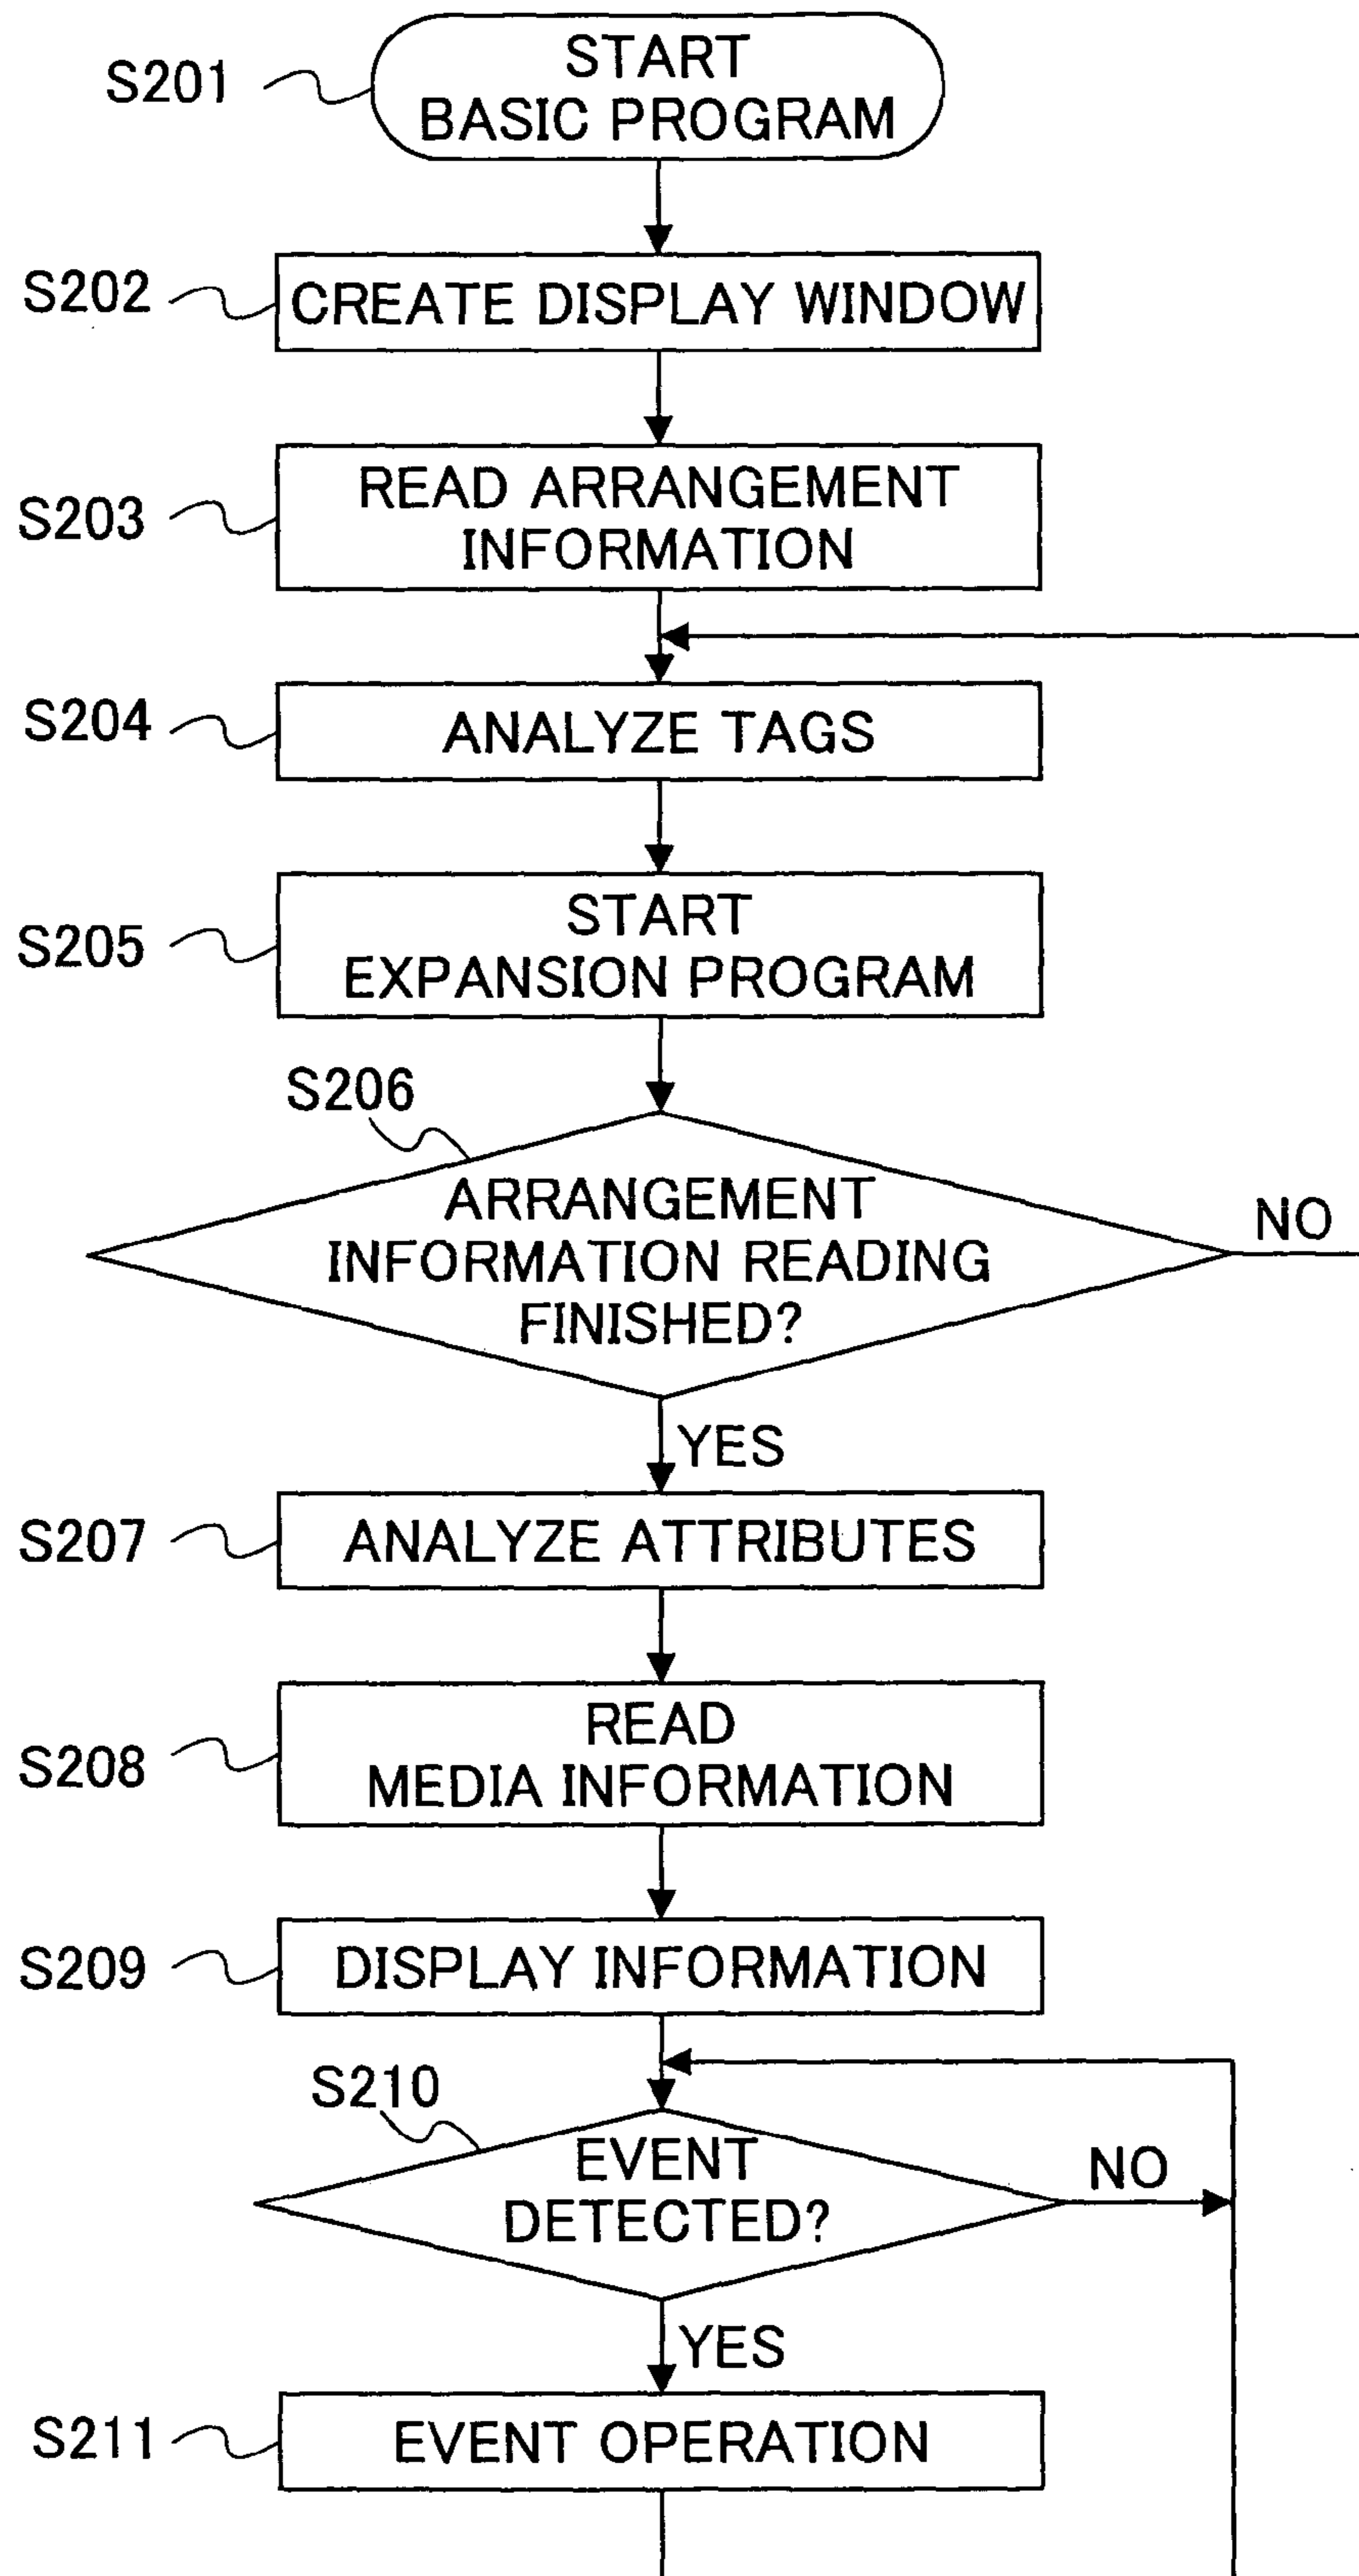 S201
START
BASIC PROGRAM
S202
CREATE DISPLAY WINDOW
S203
READ ARRANGEMENT
INFORMATION
S204
ANALYZE TAGS
S205
START
EXPANSION PROGRAM
S206
ARRANGEMENT
INFORMATION READING
FINISHED?
NO
YES
S207
ANALYZE ATTRIBUTES
S208
READ
MEDIA INFORMATION
S209
DISPLAY INFORMATION
S210
EVENT
DETECTED?
NO
YES
S211
EVENT OPERATION